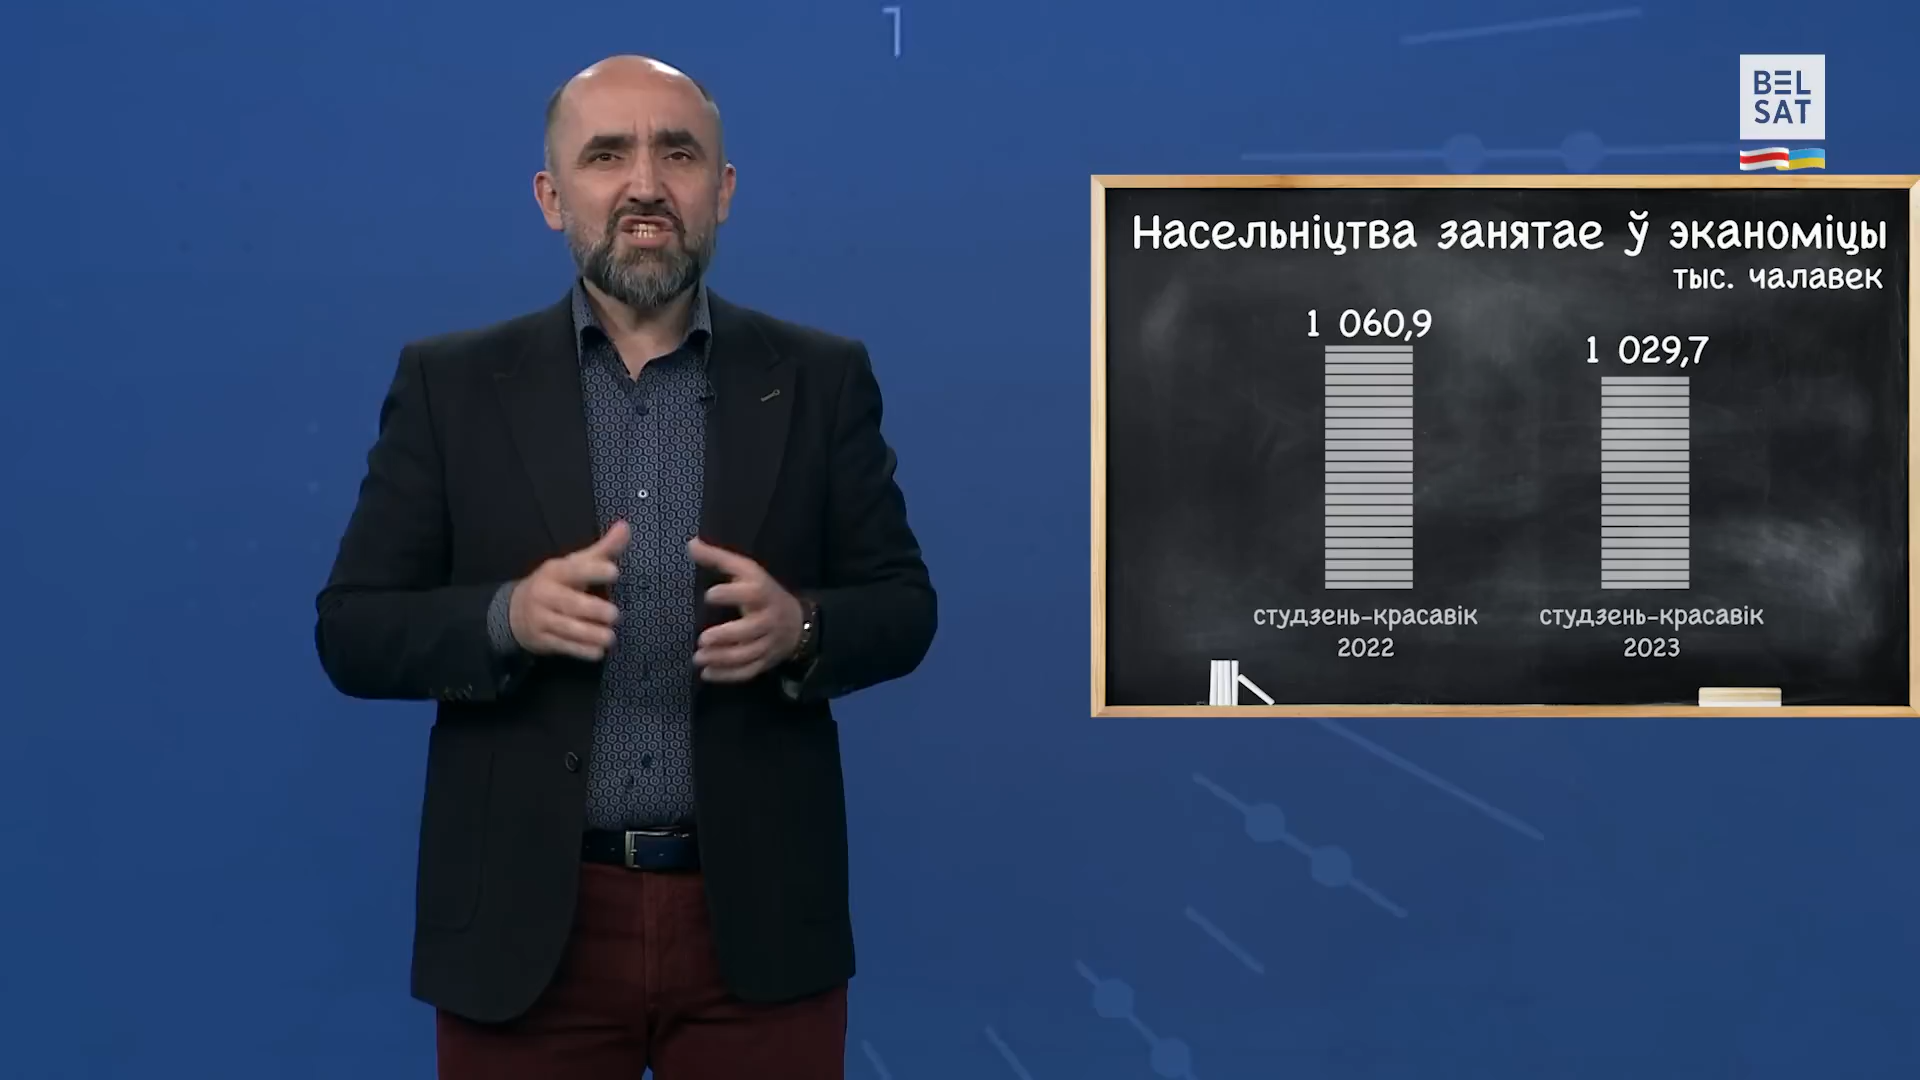 1
BEL
SAT
Насельніцтва занятае ў эканоміцы
тыс. чалавек
1 060,9
1 029,7
студзень-красавік
2022
студзень-красавік
2023